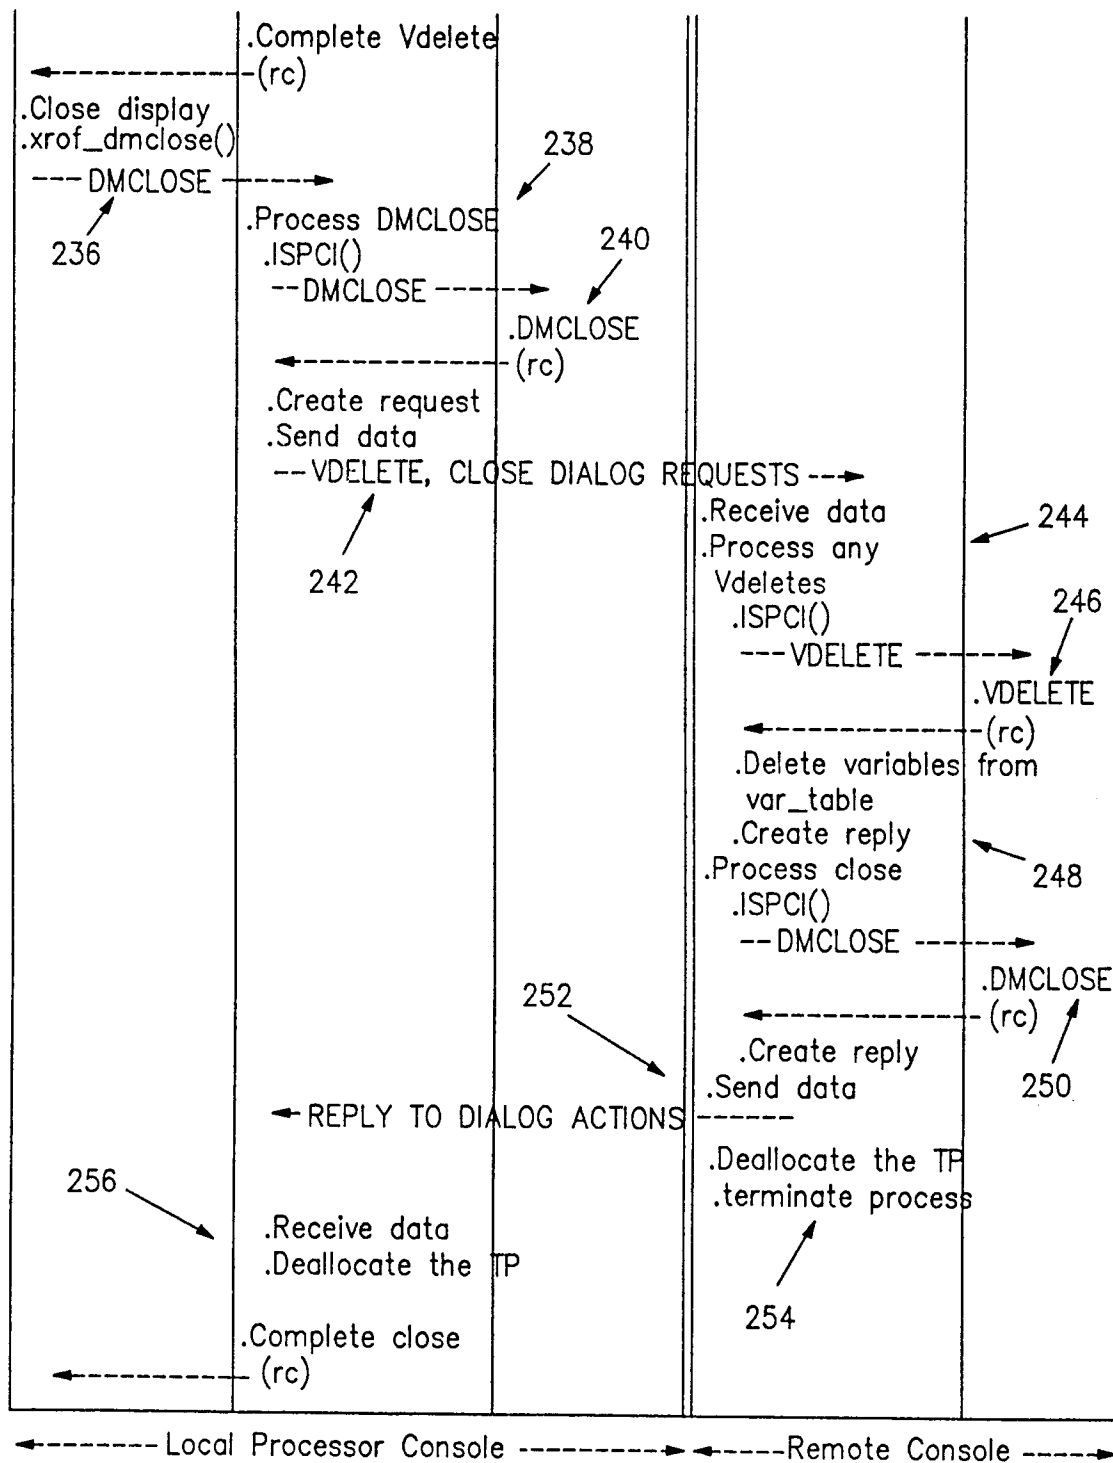 .Complete Vdelete
(rc)
.Close display
.xrof_dmclose()
DMCLOSE
236
238
.Process DMCLOSE
.ISPCI()
DMCLOSE
240
.DMCLOSE
(rc)
.Create request
.Send data
VDELETE, CLOSE DIALOG REQUESTS
242
.Receive data
.Process any
Vdeletes
244
.ISPCI()
VDELETE
246
.VDELETE
(rc)
.Delete variables from
var_table
.Create reply
248
.Process close
.ISPCI()
DMCLOSE
.DMCLOSE
(rc)
250
252
.Create reply
.Send data
REPLY TO DIALOG ACTIONS
.Deallocate the TP
.terminate process
254
256
.Receive data
.Deallocate the TP
.Complete close
(rc)
Local Processor Console
Remote Console